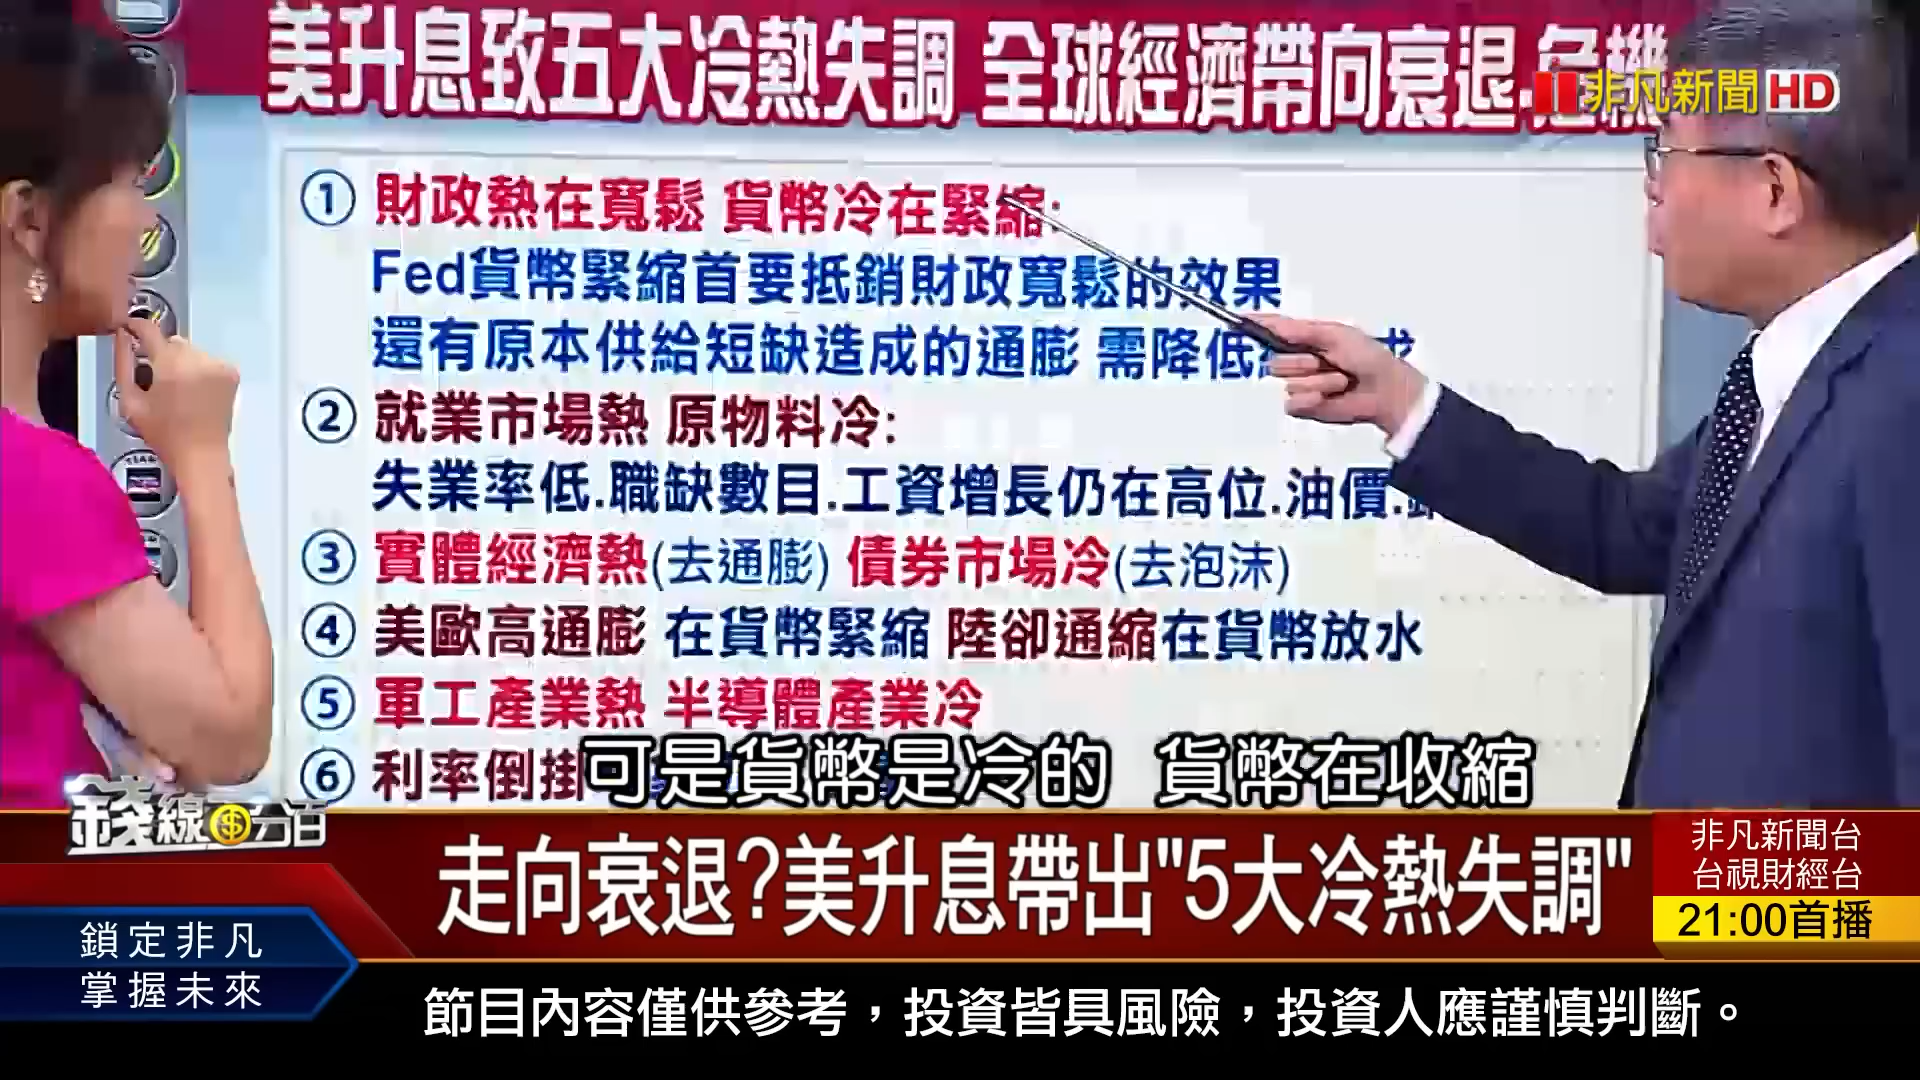 美升息致五大冷熱失調 全球經濟帶向衰退.危機
非凡新聞HD
① 財政熱在寬鬆 貨幣冷在緊縮:
Fed貨幣緊縮首要抵銷財政寬鬆的效果
還有原本供給短缺造成的通膨 需降低
② 就業市場熱 原物料冷:
失業率低.職缺數目.工資增長仍在高位.油價.
③ 實體經濟熱(去通膨) 債券市場冷(去泡沫)
④ 美歐高通膨 在貨幣緊縮 陸卻通縮在貨幣放水
⑤ 軍工產業熱 半導體產業冷
⑥ 利率倒掛
可是貨幣是冷的 貨幣在收縮
錢線百分百
走向衰退?美升息帶出"5大冷熱失調"
非凡新聞台
台視財經台
21:00首播
鎖定非凡
掌握未來
節目內容僅供參考，投資皆具風險，投資人應謹慎判斷。